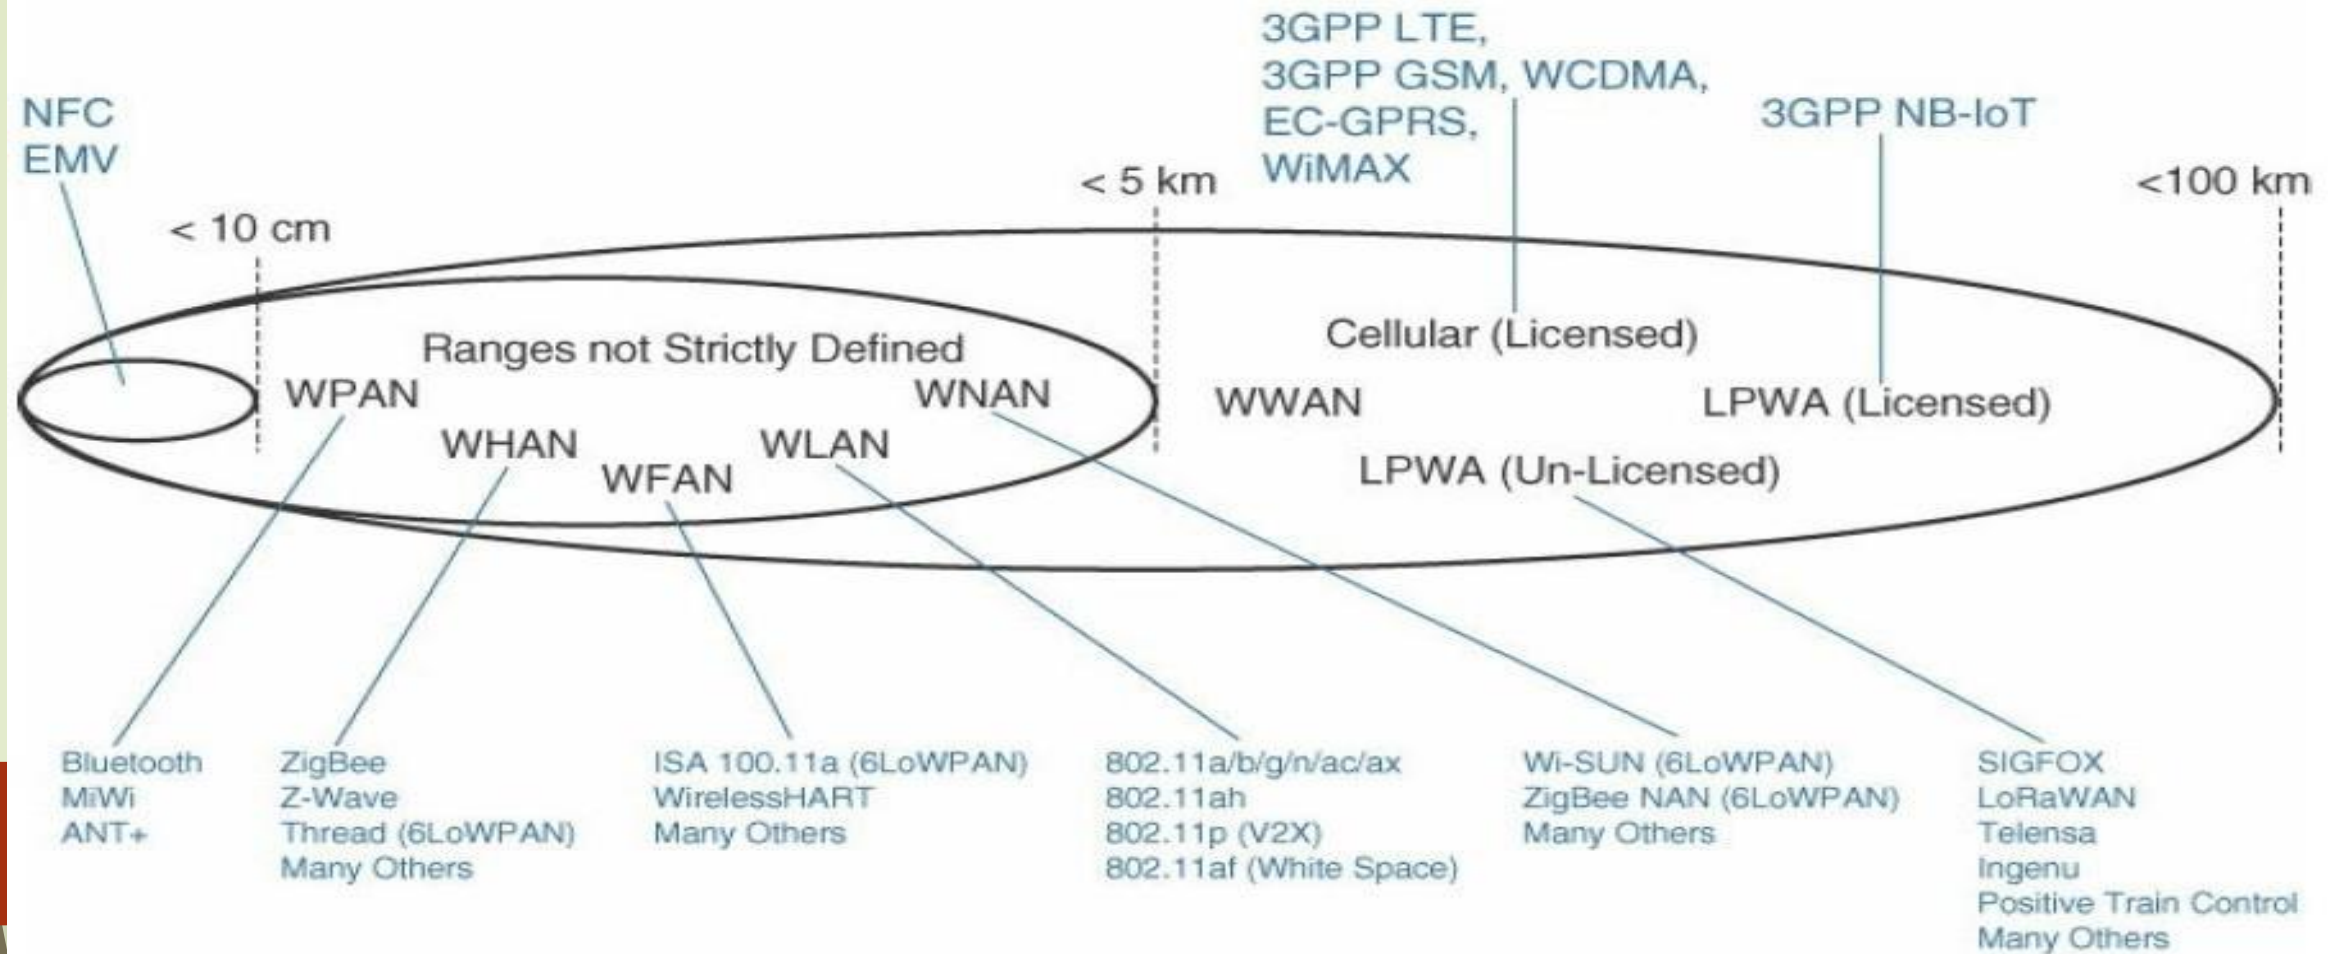 3GPP LTE,
3GPP GSM, WCDMA,
EC-GPRS,
WiMAX
3GPP NB-IoT
NFC
EMV
< 10 cm
< 5 km
<100 km
Ranges not Strictly Defined
WPAN
WHAN
WFAN
WLAN
WNAN
WWAN
Cellular (Licensed)
LPWA (Licensed)
LPWA (Un-Licensed)
Bluetooth
MiWi
ANT+
ZigBee
Z-Wave
Thread (6LoWPAN)
Many Others
ISA 100.11a (6LoWPAN)
WirelessHART
Many Others
802.11a/b/g/n/ac/ax
802.11ah
802.11p (V2X)
802.11af (White Space)
Wi-SUN (6LoWPAN)
ZigBee NAN (6LoWPAN)
Many Others
SIGFOX
LoRaWAN
Telensa
Ingenu
Positive Train Control
Many Others